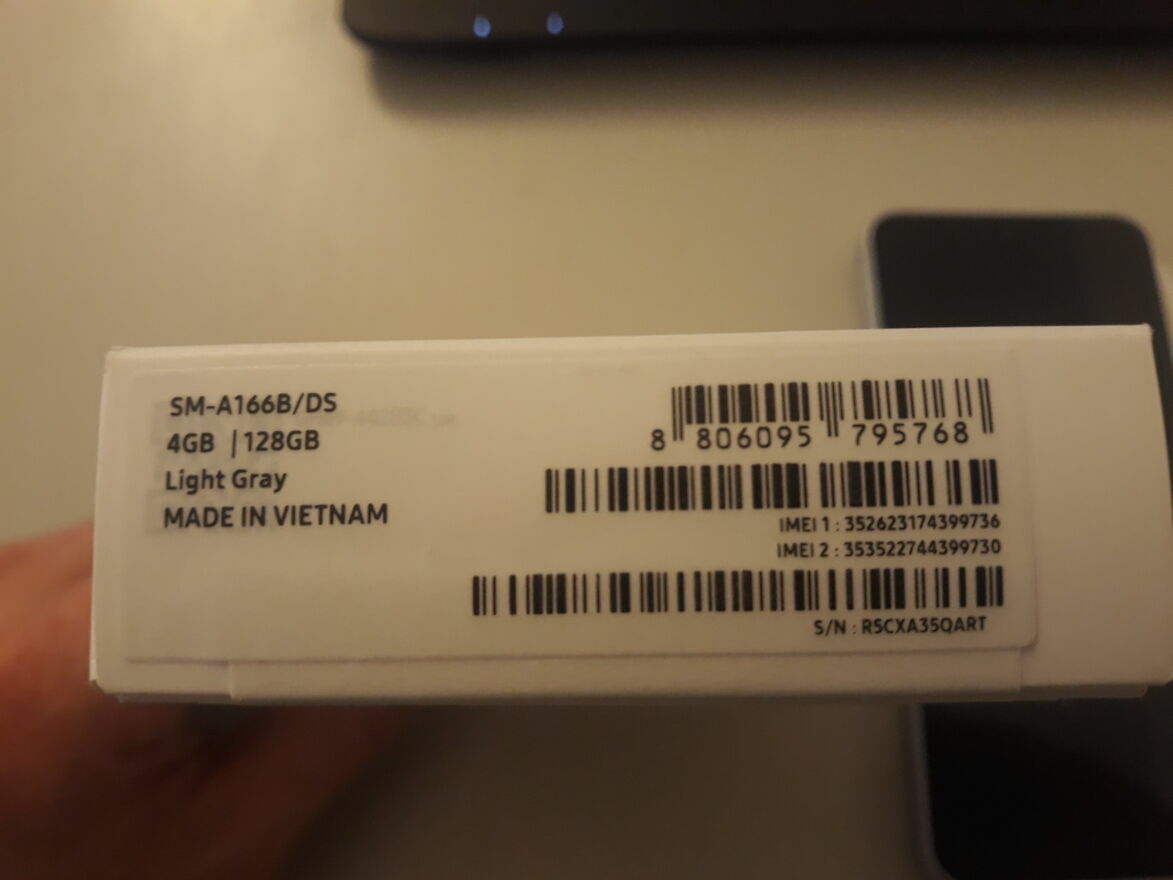 SM-A166B/DS
4GB | 128GB
Light Gray
MADE IN VIETNAM
8 806095 795768
IMEI 1 : 352623174399736
IMEI 2 : 353522744399730
S/N : R5CXA35QART